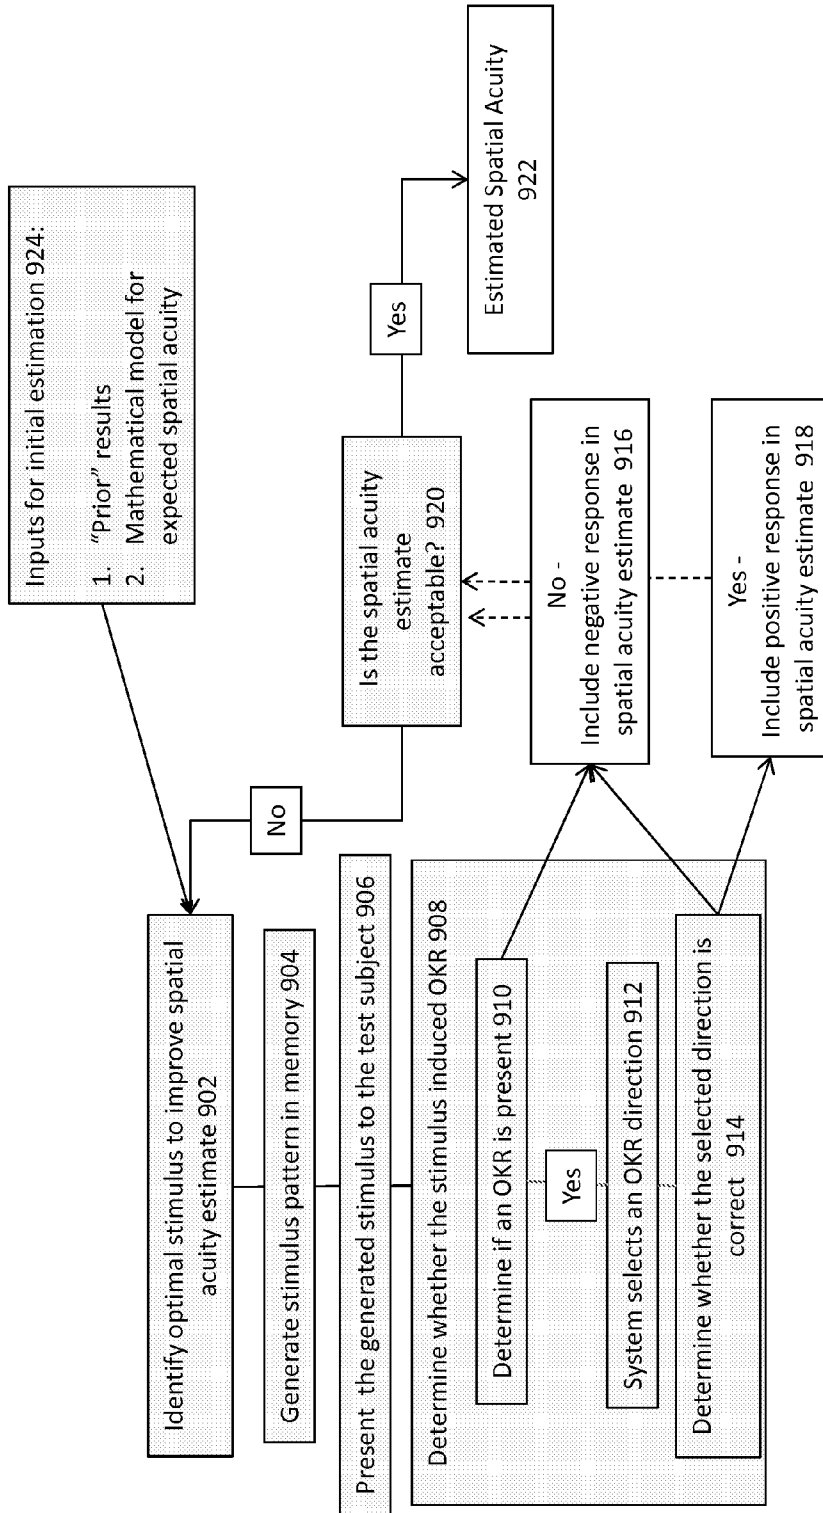 Inputs for initial estimation 924:
1. "Prior" results
2. Mathematical model for
expected spatial acuity
Identify optimal stimulus to improve spatial
acuity estimate 902
Generate stimulus pattern in memory 904
Present the generated stimulus to the test subject 906
Determine whether the stimulus induced OKR 908
Determine if an OKR is present 910
Yes
System selects an OKR direction 912
Determine whether the selected direction is
correct 914
No -
Include negative response in
spatial acuity estimate 916
Yes -
Include positive response in
spatial acuity estimate 918
Is the spatial acuity
estimate
acceptable? 920
No
Yes
Estimated Spatial Acuity
922